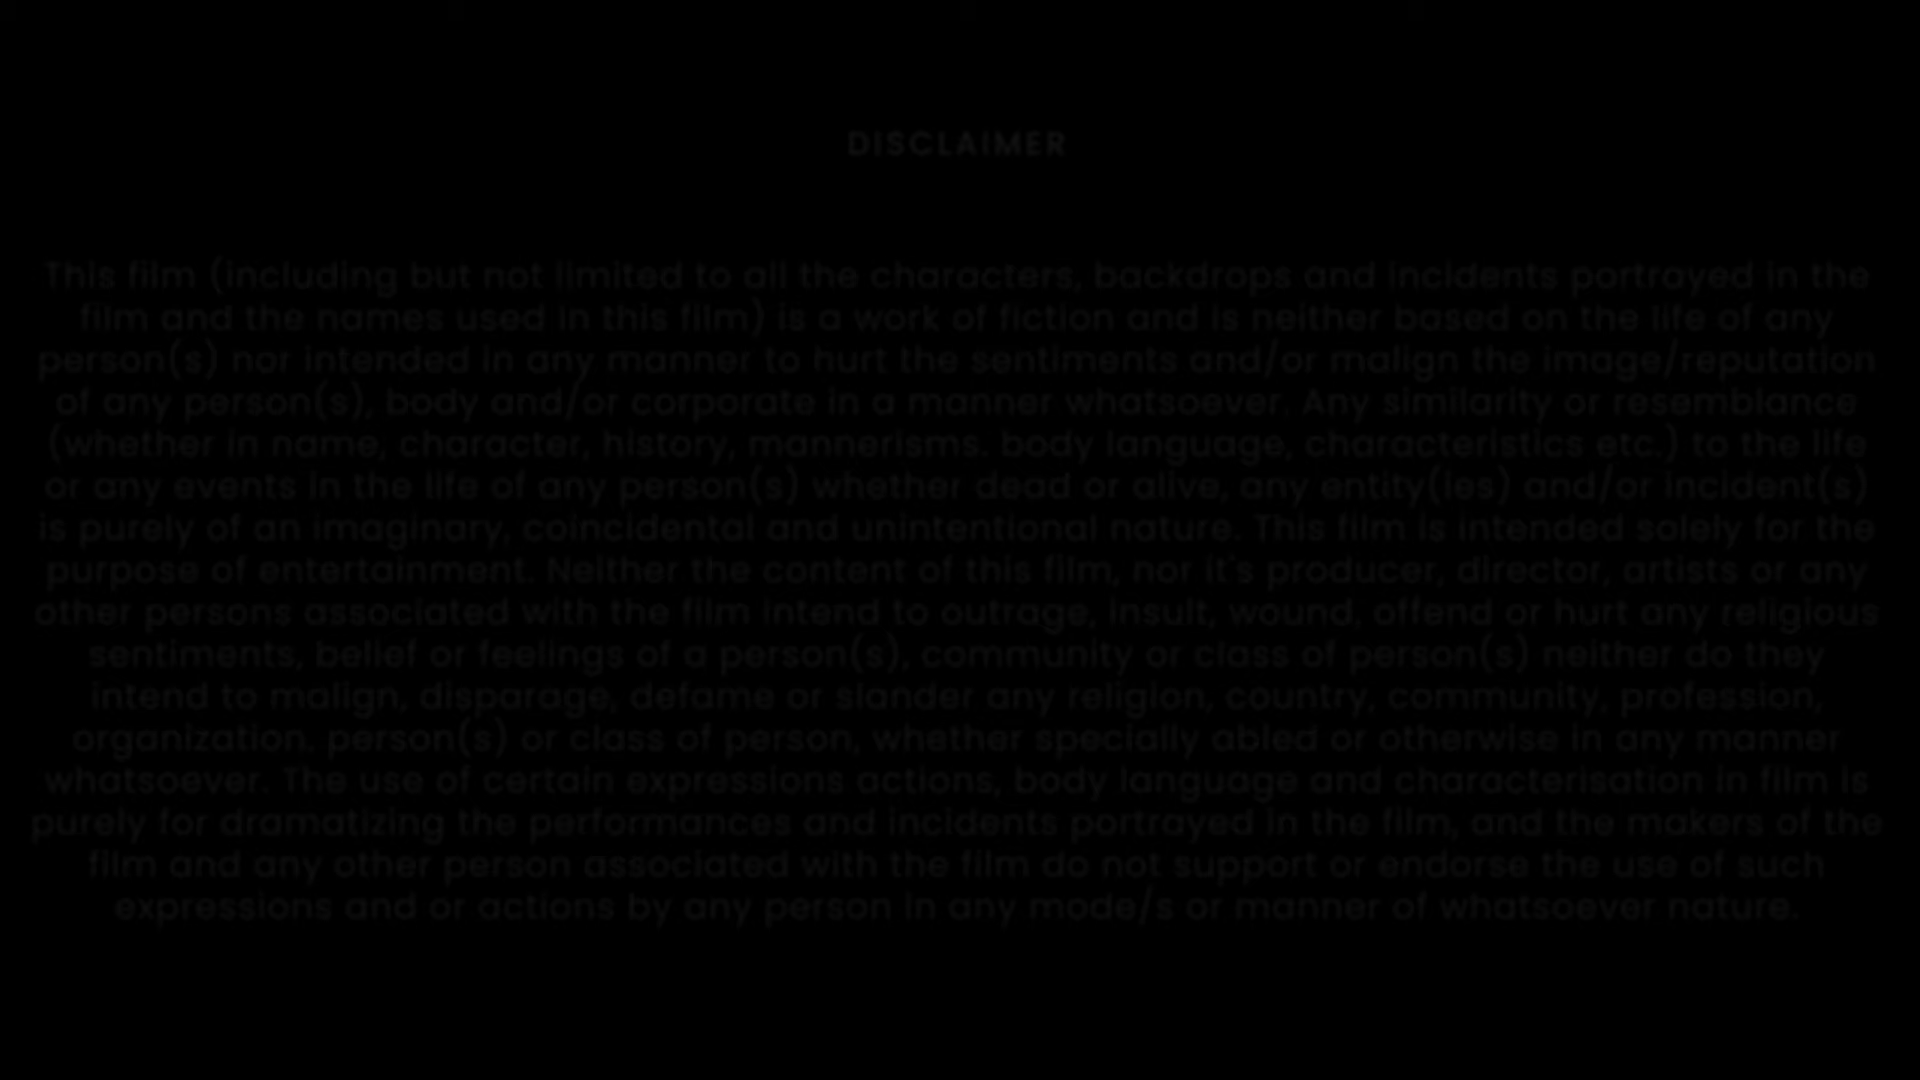 DISCLAIMER
This film (including but not limited to all the characters, backdrops and incidents portrayed in the
film and the names used in this film) is a work of fiction and is neither based on the life of any
person(s) nor intended in any manner to hurt the sentiments and/or malign the image/reputation
of any person(s), body and/or corporate in a manner whatsoever. Any similarity or resemblance
(whether in name, character, history, mannerisms. body language, characteristics etc.) to the life
or any events in the life of any person(s) whether dead or alive, any entity(les) and/or incident(s)
is purely of an imaginary, coincidental and unintentional nature. This film is intended solely for the
purpose of entertainment. Neither the content of this film, nor it's producer, director, artists or any
other persons associated with the film intend to outrage, insult, wound, offend or hurt any religious
sentiments, belief or feelings of a person(s), community or class of person(s) neither do they
intend to malign, disparage, defame or slander any religion, country, community, profession,
organization, person(s) or class of person, whether specially abled or otherwise in any manner
whatsoever. The use of certain expressions actions, body language and characterisation in film is
purely for dramatizing the performances and incidents portrayed in the film, and the makers of the
film and any other person associated with the film do not support or endorse the use of such
expressions and or actions by any person in any mode/s or manner of whatsoever nature.